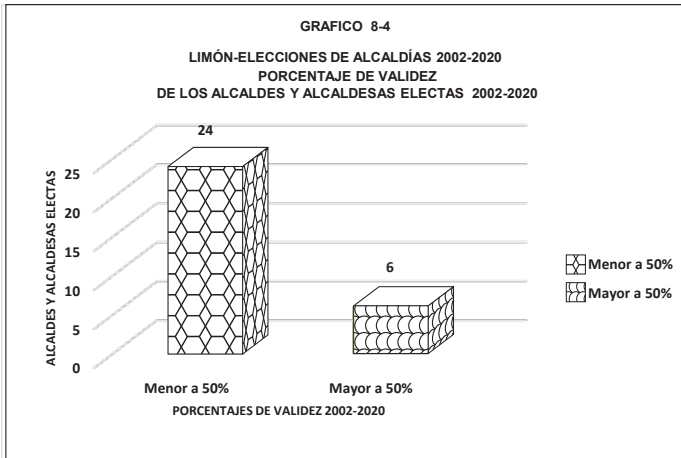 GRAFICO 8-4
LIMÓN-ELECCIONES DE ALCALDÍAS 2002-2020
PORCENTAJE DE VALIDEZ
DE LOS ALCALDES Y ALCALDESAS ELECTAS 2002-2020
ALCALDES Y ALCALDESAS ELECTAS
25
20
15
10
5
0
24
6
Menor a 50%
Mayor a 50%
PORCENTAJES DE VALIDEZ 2002-2020
Menor a 50%
Mayor a 50%